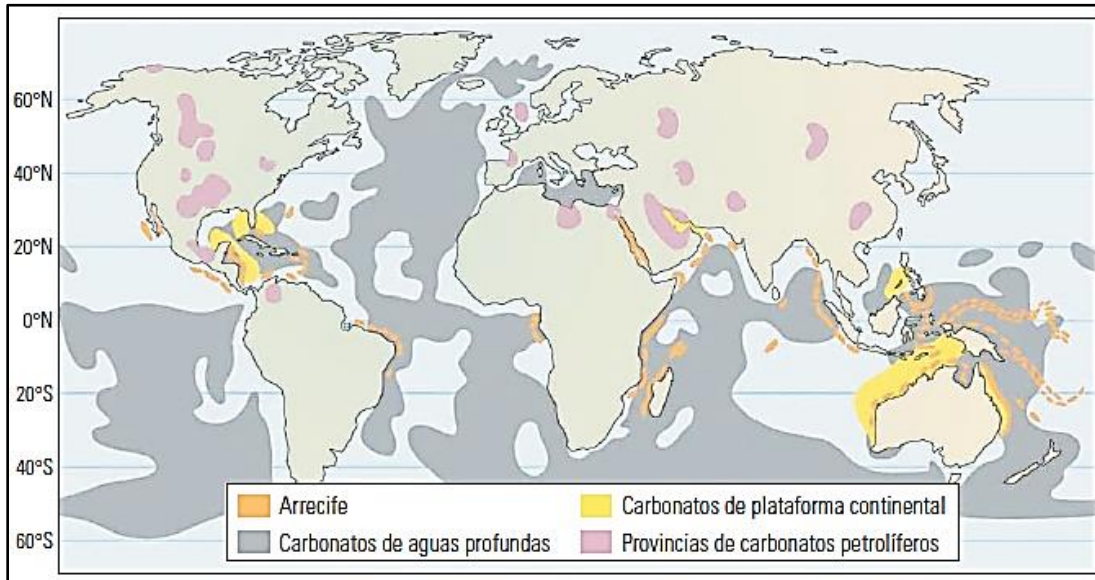 60°N
40°N
20°N
0°N
20°S
40°S
60°S
Arrecife
Carbonatos de plataforma continental
Carbonatos de aguas profundas
Provincias de carbonatos petrolíferos